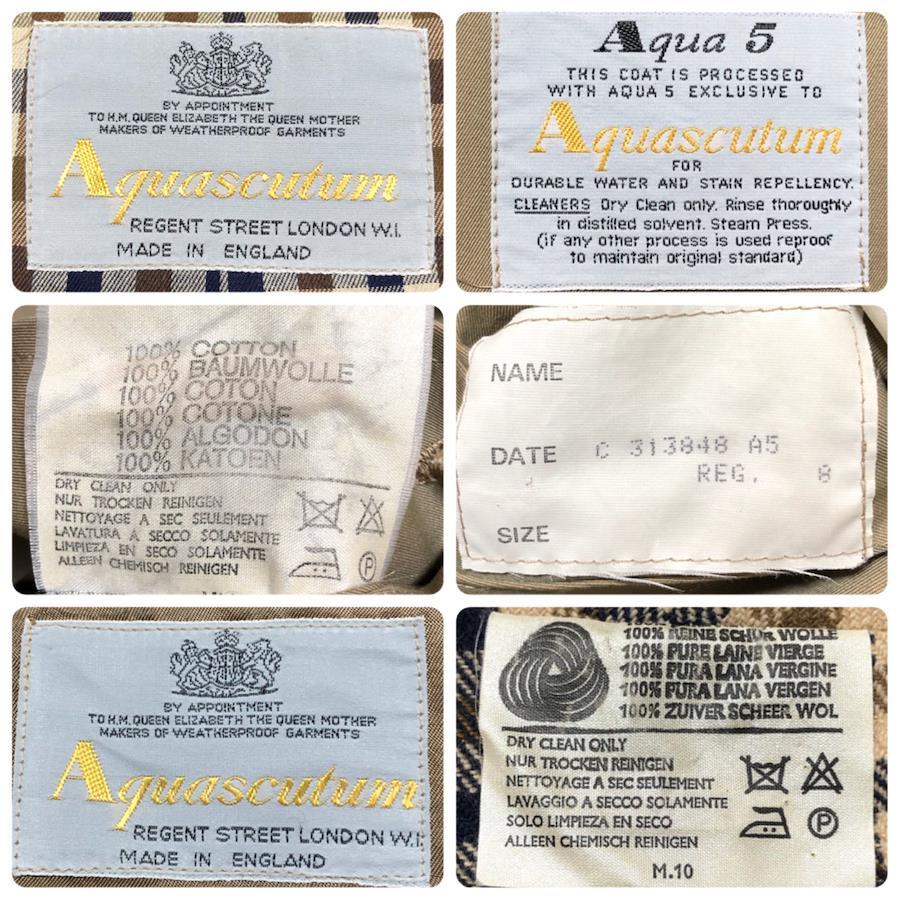 BY APPOINTMENT
TO H.M. QUEEN ELIZABETH THE QUEEN MOTHER
MAKERS OF WEATHERPROOF GARMENTS
Aquascutum
REGENT STREET LONDON W.I.
MADE IN ENGLAND
Aqua 5
THIS COAT IS PROCESSED
WITH AQUA 5 EXCLUSIVE TO
Aquascutum
FOR
DURABLE WATER AND STAIN REPELLENCY.
CLEANERS Dry Clean only. Rinse thoroughly
in distilled solvent. Steam Press.
(if any other process is used reproof
to maintain original standard)
100% COTTON
100% BAUMWOLLE
100% COTON
100% COTONE
100% ALGODON
100% KATOEN
DRY CLEAN ONLY
NUR TROCKEN REINIGEN
NETTOYAGE A SEC SEULEMENT
LAVATURA A SECCO SOLAMENTE
LIMPIEZA EN SECO SOLAMENTE
ALLEEN CHEMISCH REINIGEN
P
NAME
DATE C 313848 A5
REG. 8
SIZE
BY APPOINTMENT
TO H.M. QUEEN ELIZABETH THE QUEEN MOTHER
MAKERS OF WEATHERPROOF GARMENTS
Aquascutum
REGENT STREET LONDON W.I.
MADE IN ENGLAND
100% REINE SCHUR WOLLE
100% PURE LAINE VIERGE
100% PURA LANA VERGINE
100% PURA LANA VERGEN
100% ZUIVER SCHEER WOL
DRY CLEAN ONLY
NUR TROCKEN REINIGEN
NETTOYAGE A SEC SEULEMENT
LAVAGGIO A SECCO SOLAMENTE
SOLO LIMPIEZA EN SECO
ALLEEN CHEMISCH REINIGEN
P
M.10